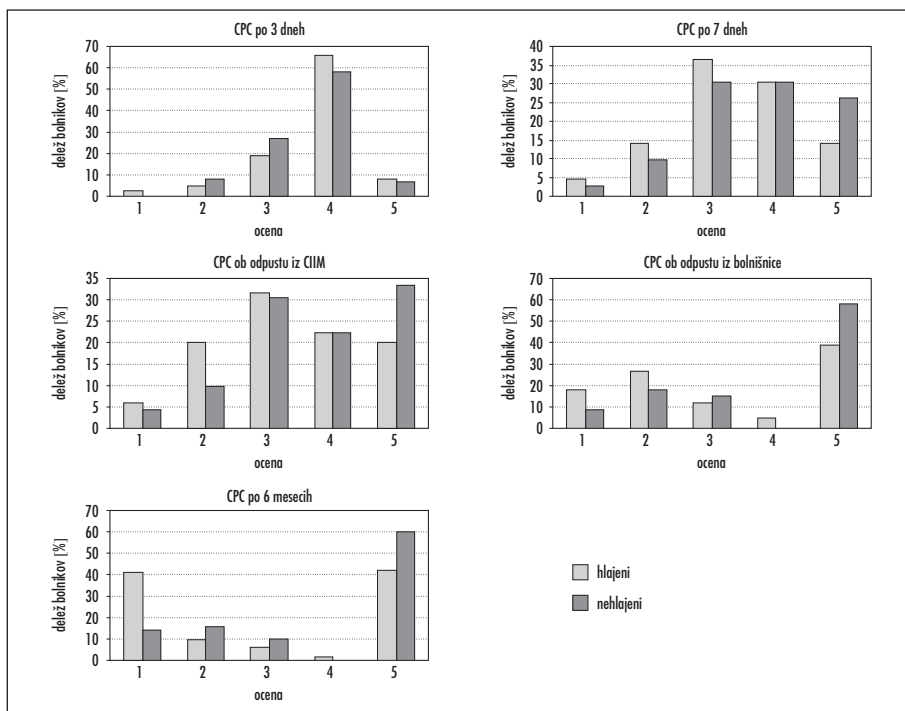 CPC po 3 dneh
delež bolnikov [%]
70
60
50
40
30
20
10
0
1 2 3 4 5
ocena
CPC po 7 dneh
delež bolnikov [%]
40
35
30
25
20
15
10
5
0
1 2 3 4 5
ocena
CPC ob odpustu iz CIIM
delež bolnikov [%]
35
30
25
20
15
10
5
0
1 2 3 4 5
ocena
CPC ob odpustu iz bolnišnice
delež bolnikov [%]
70
60
50
40
30
20
10
0
1 2 3 4 5
ocena
CPC po 6 mesecih
delež bolnikov [%]
70
60
50
40
30
20
10
0
1 2 3 4 5
ocena
hlajeni
nehlajeni